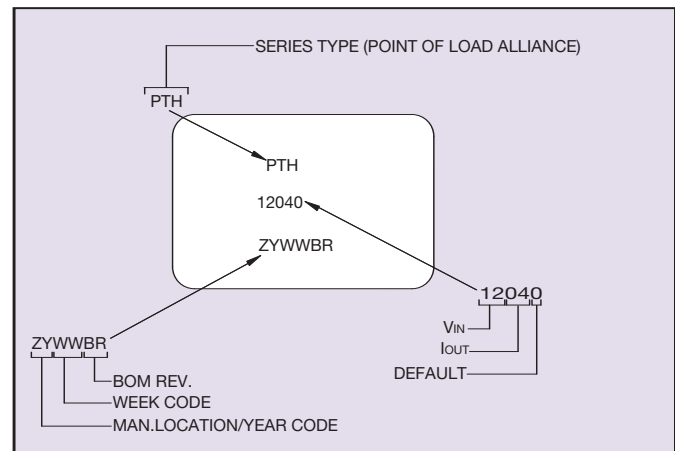 SERIES TYPE (POINT OF LOAD ALLIANCE)
PTH
PTH
12040
ZYWWBR
12040
VIN
IOUT
DEFAULT
ZYWWBR
BOM REV.
WEEK CODE
MAN.LOCATION/YEAR CODE